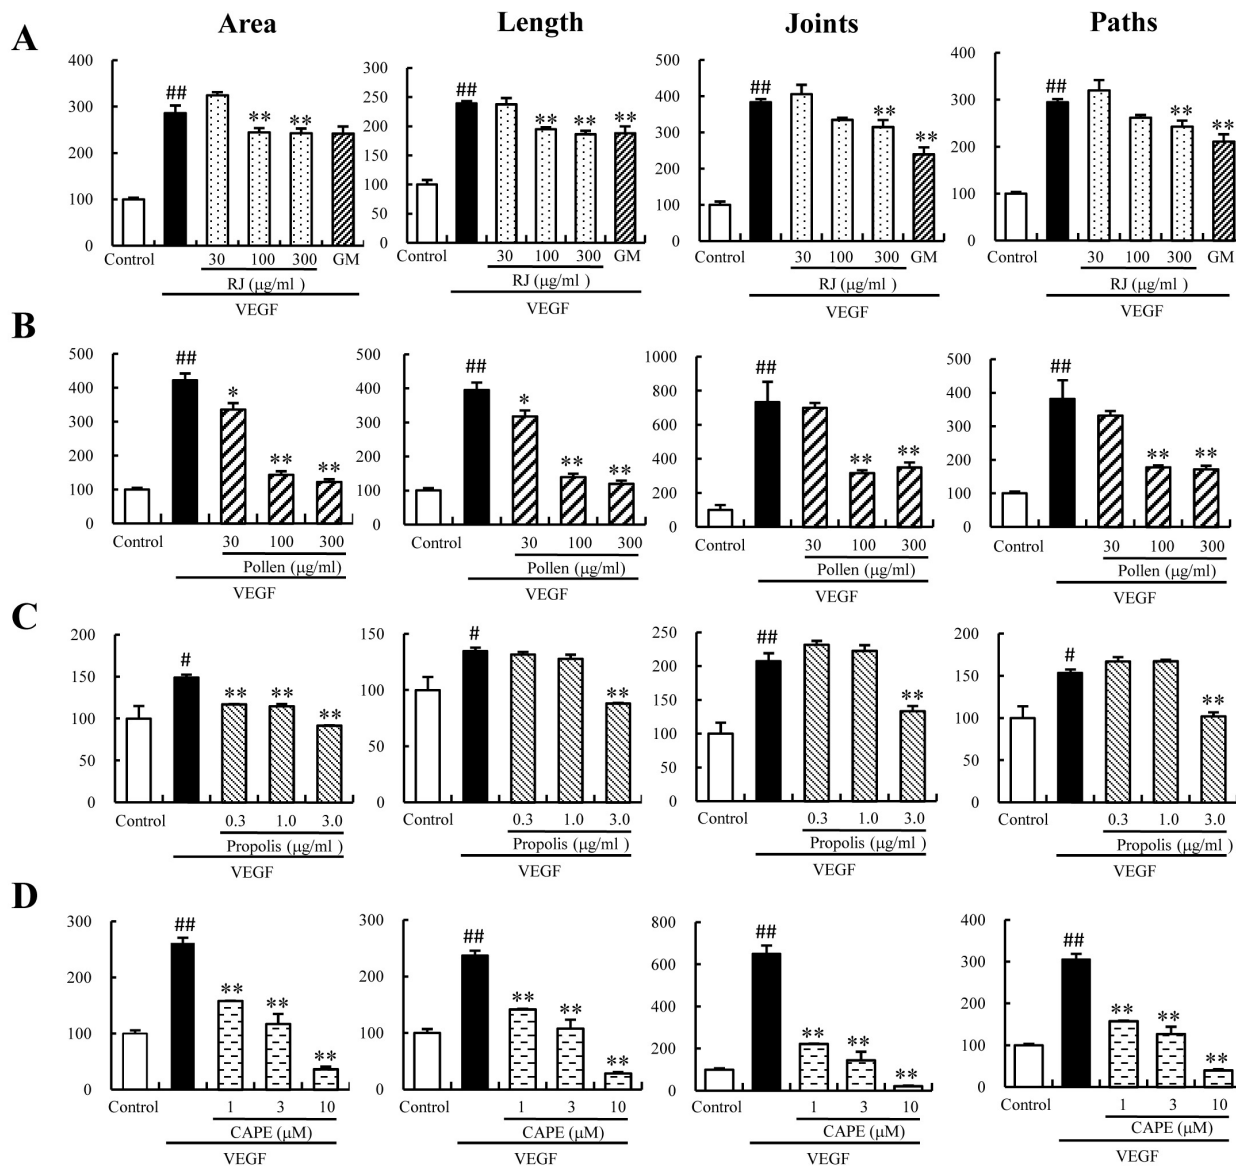 Area Length Joints Paths
A
400 300 200 100 0
## ** **
Control 30 100 300 GM
RJ (μg/ml )
VEGF
300 250 200 150 100 50 0
## ** ** **
Control 30 100 300 GM
RJ (μg/ml )
VEGF
500 400 300 200 100 0
## ** **
Control 30 100 300 GM
RJ (μg/ml )
VEGF
400 300 200 100 0
## ** **
Control 30 100 300 GM
RJ (μg/ml )
VEGF
B
500 400 300 200 100 0
## * ** **
Control 30 100 300
Pollen (μg/ml)
VEGF
500 400 300 200 100 0
## * ** **
Control 30 100 300
Pollen (μg/ml)
VEGF
1000 800 600 400 200 0
## ** **
Control 30 100 300
Pollen (μg/ml)
VEGF
500 400 300 200 100 0
## ** **
Control 30 100 300
Pollen (μg/ml)
VEGF
C
200 150 100 50 0
# ** ** **
Control 0.3 1.0 3.0
Propolis (μg/ml )
VEGF
150 100 50 0
# **
Control 0.3 1.0 3.0
Propolis (μg/ml )
VEGF
250 200 150 100 50 0
## **
Control 0.3 1.0 3.0
Propolis (μg/ml )
VEGF
200 150 100 50 0
# **
Control 0.3 1.0 3.0
Propolis (μg/ml )
VEGF
D
300 200 100 0
## ** ** **
Control 1 3 10
CAPE (μM)
VEGF
300 200 100 0
## ** ** **
Control 1 3 10
CAPE (μM)
VEGF
800 600 400 200 0
## ** ** **
Control 1 3 10
CAPE (μM)
VEGF
400 300 200 100 0
## ** ** **
Control 1 3 10
CAPE (μM)
VEGF